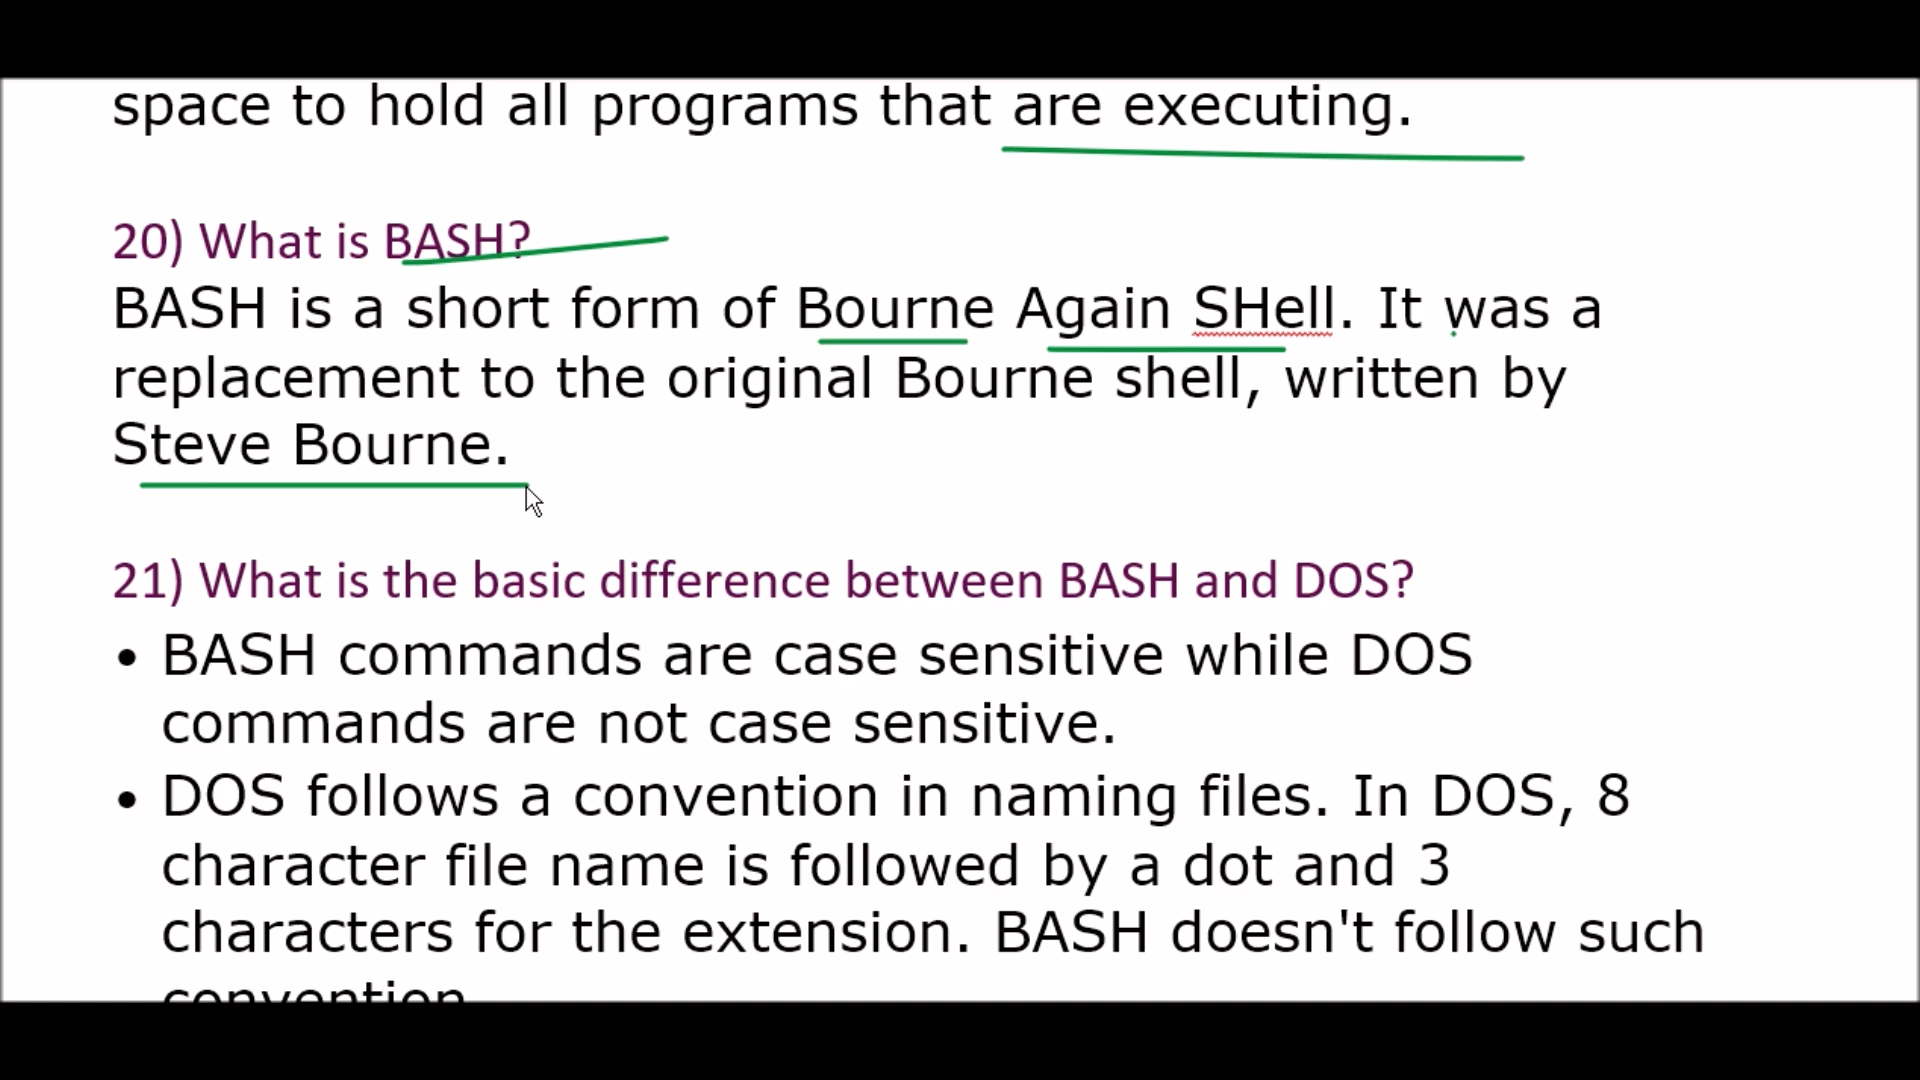 space to hold all programs that are executing.
20) What is BASH?
BASH is a short form of Bourne Again SHell. It was a
replacement to the original Bourne shell, written by
Steve Bourne.
21) What is the basic difference between BASH and DOS?
• BASH commands are case sensitive while DOS
commands are not case sensitive.
• DOS follows a convention in naming files. In DOS, 8
character file name is followed by a dot and 3
characters for the extension. BASH doesn't follow such
convention